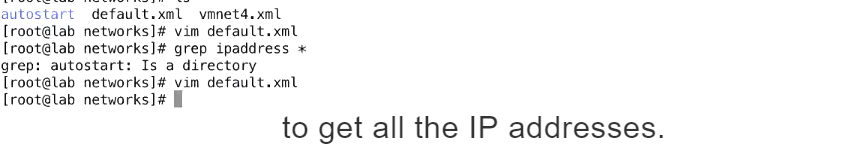 autostart default.xml vmnet4.xml
[root@lab networks]# vim default.xml
[root@lab networks]# grep ipaddress *
grep: autostart: Is a directory
[root@lab networks]# vim default.xml
[root@lab networks]#
to get all the IP addresses.